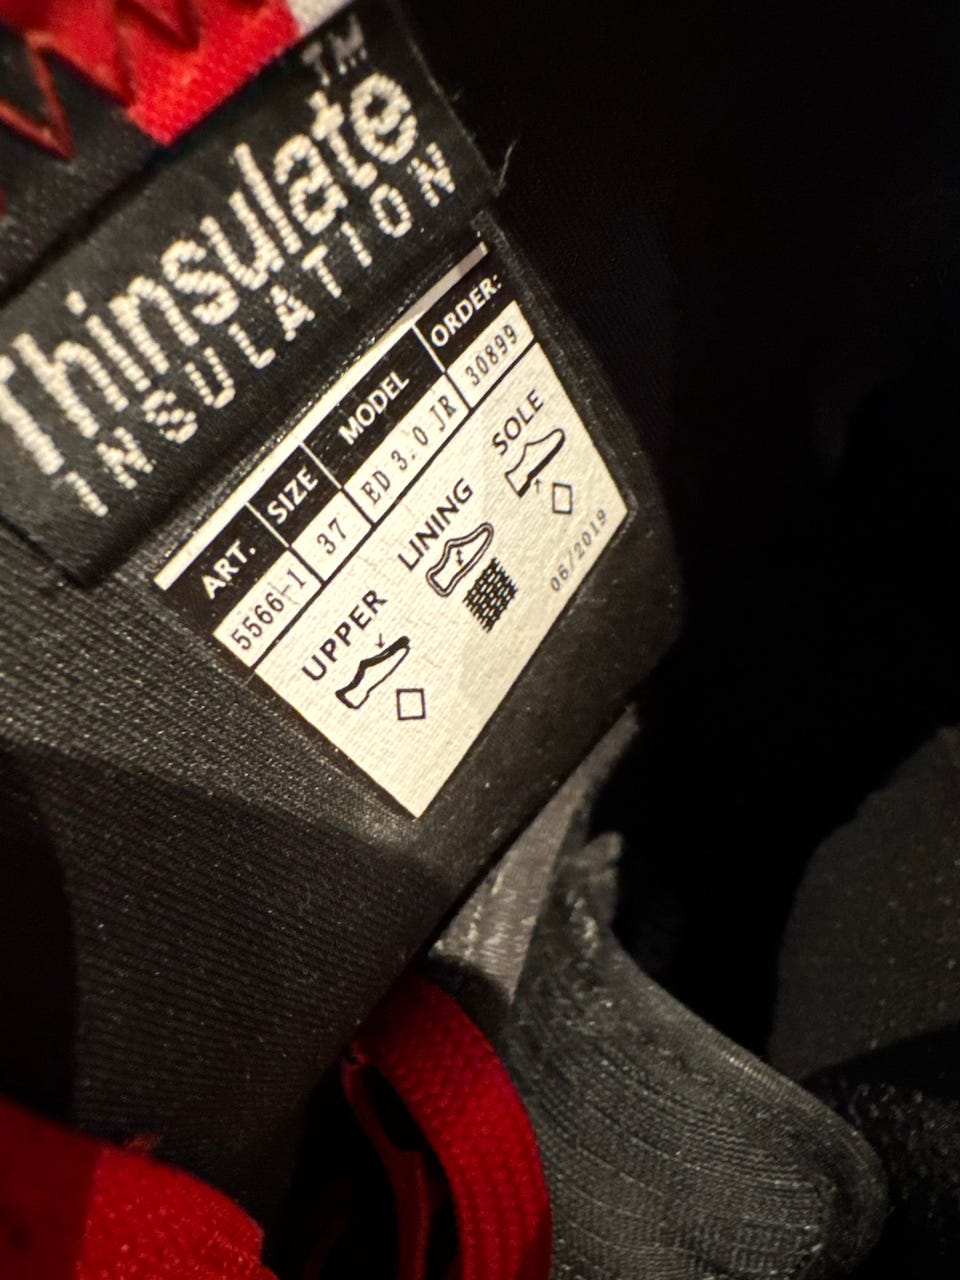 Thinsulate™
INSULATION
ART. SIZE MODEL ORDER:
5566-1 37 ED 3.0 JR 30899
UPPER LINING SOLE
06/2019